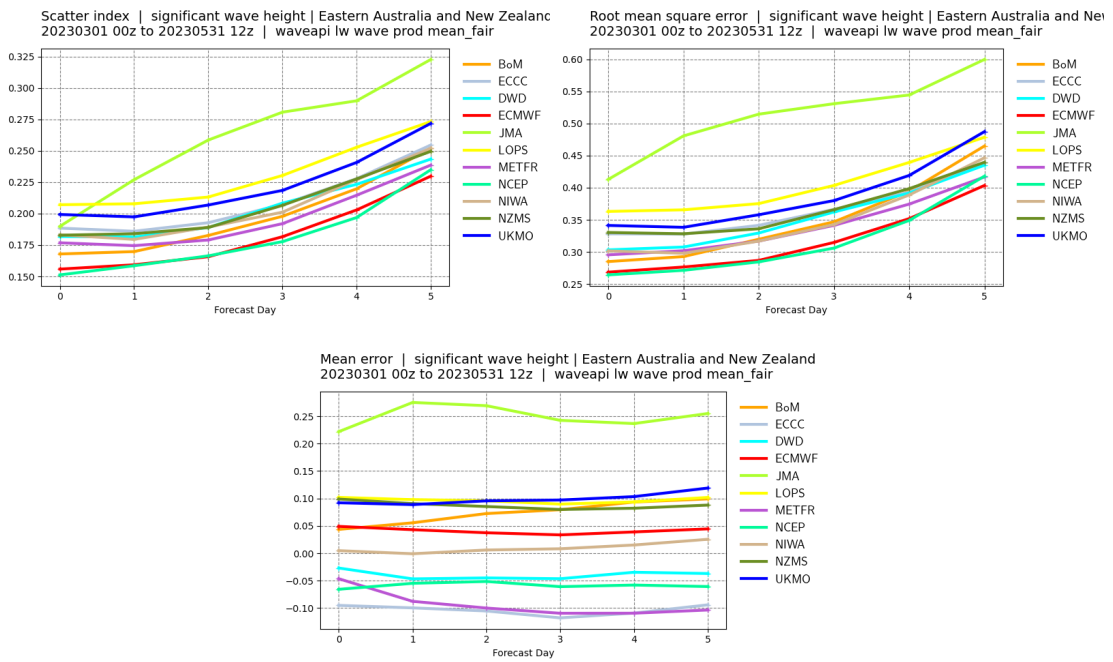 Scatter index | significant wave height | Eastern Australia and New Zealand
20230301 00z to 20230531 12z | waveapi lw wave prod mean_fair
0.325
0.300
0.275
0.250
0.225
0.200
0.175
0.150
0 1 2 3 4 5
Forecast Day
BoM
ECCC
DWD
ECMWF
JMA
LOPS
METFR
NCEP
NIWA
NZMS
UKMO
Root mean square error | significant wave height | Eastern Australia and New
20230301 00z to 20230531 12z | waveapi lw wave prod mean_fair
0.60
0.55
0.50
0.45
0.40
0.35
0.30
0.25
0 1 2 3 4 5
Forecast Day
BoM
ECCC
DWD
ECMWF
JMA
LOPS
METFR
NCEP
NIWA
NZMS
UKMO
Mean error | significant wave height | Eastern Australia and New Zealand
20230301 00z to 20230531 12z | waveapi lw wave prod mean_fair
0.25
0.20
0.15
0.10
0.05
0.00
−0.05
−0.10
0 1 2 3 4 5
Forecast Day
BoM
ECCC
DWD
ECMWF
JMA
LOPS
METFR
NCEP
NIWA
NZMS
UKMO